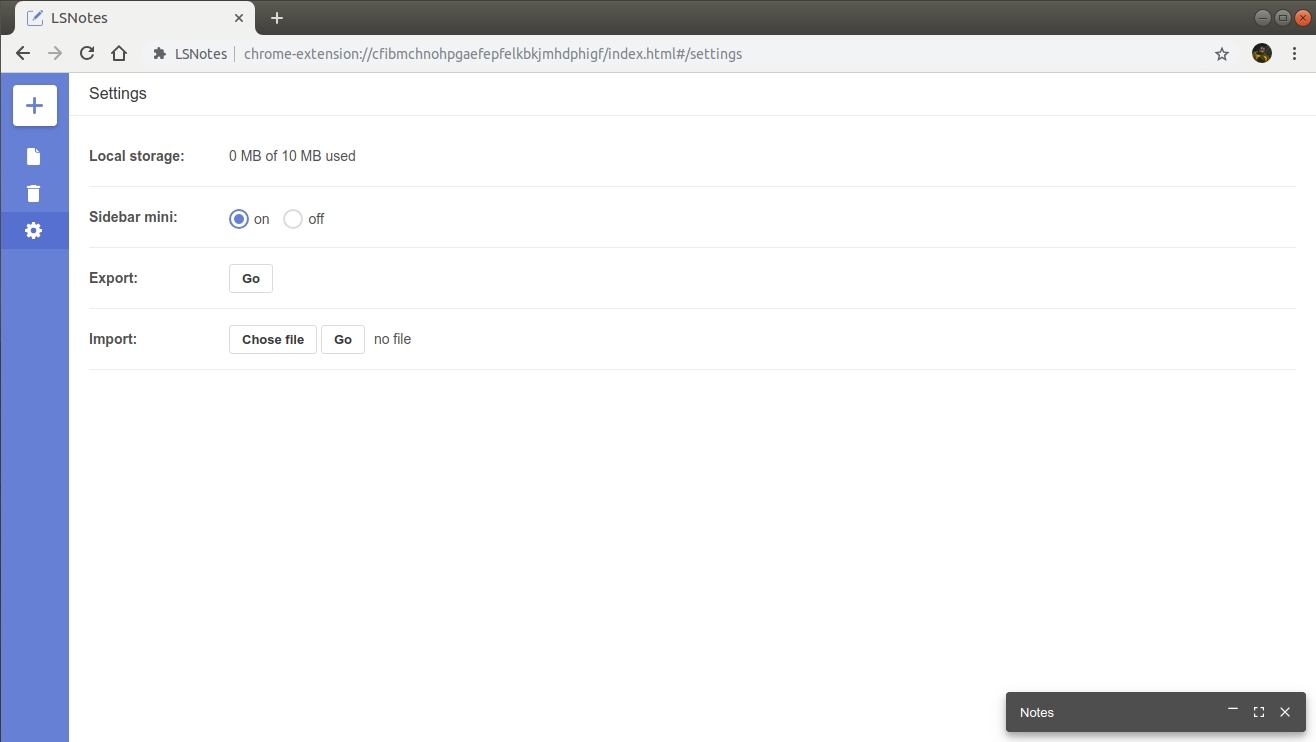 LSNotes
LSNotes chrome-extension://cfibmchnohpgaefepfelkbkjmhdphigf/index.html#/settings
Settings
Local storage: 0 MB of 10 MB used
Sidebar mini: on off
Export: Go
Import: Chose file Go no file
Notes